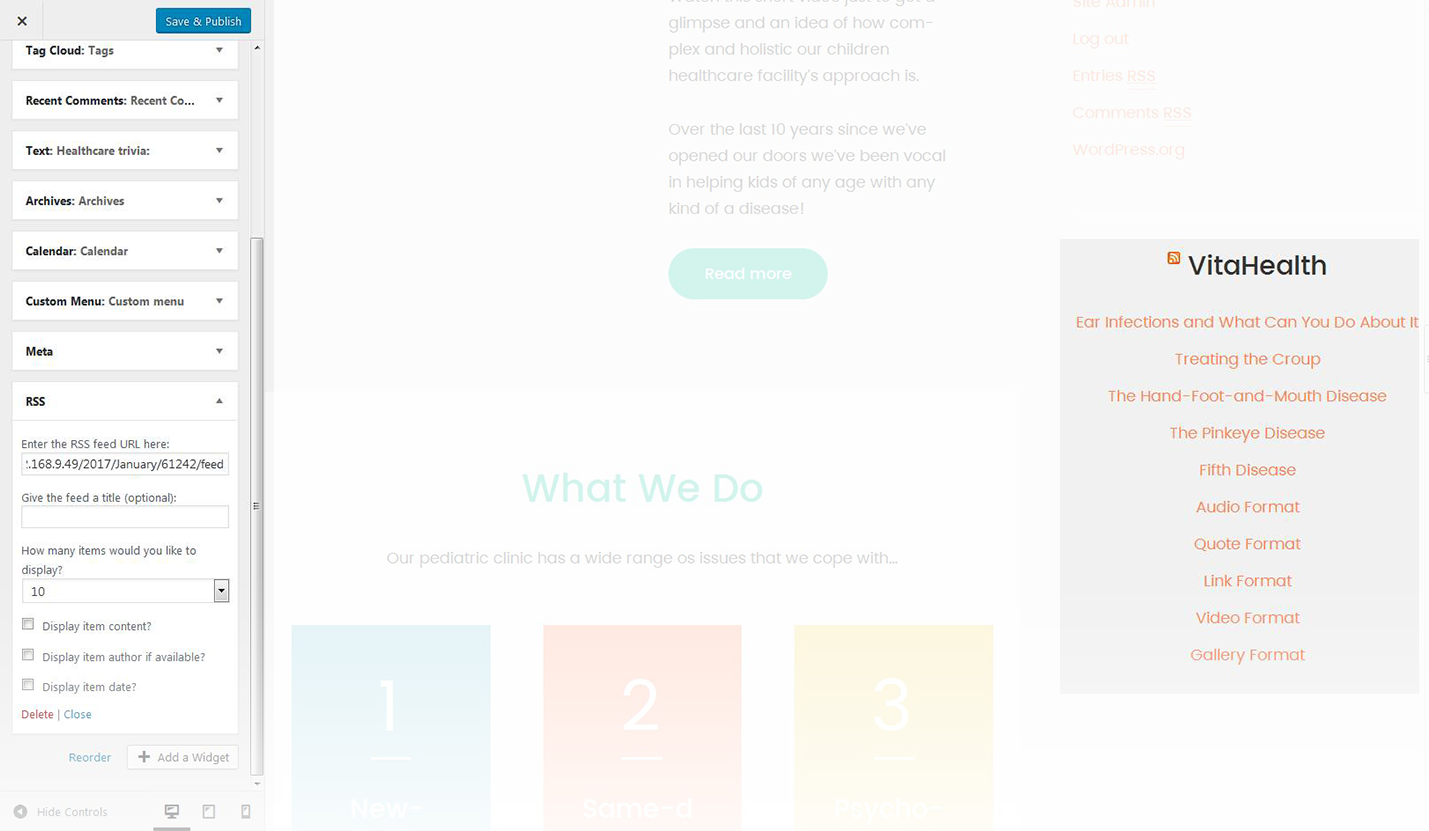 Save & Publish
Tag Cloud: Tags
Recent Comments: Recent Co...
Text: Healthcare trivia:
Archives: Archives
Calendar: Calendar
Custom Menu: Custom menu
Meta
RSS
Enter the RSS feed URL here:
.168.9.49/2017/January/61242/feed
Give the feed a title (optional):
How many items would you like to
display?
10
Display item content?
Display item author if available?
Display item date?
Delete | Close
Reorder
Add a Widget
Hide Controls
Watch this short video just to get a
glimpse and an idea of how com-
plex and holistic our children
healthcare facility's approach is.
Over the last 10 years since we've
opened our doors we've been vocal
in helping kids of any age with any
kind of a disease!
Read more
What We Do
Our pediatric clinic has a wide range os issues that we cope with...
1
New-
2
Same-d
3
Psycho-
Site Admin
Log out
Entries RSS
Comments RSS
WordPress.org
VitaHealth
Ear Infections and What Can You Do About It
Treating the Croup
The Hand-Foot-and-Mouth Disease
The Pinkeye Disease
Fifth Disease
Audio Format
Quote Format
Link Format
Video Format
Gallery Format